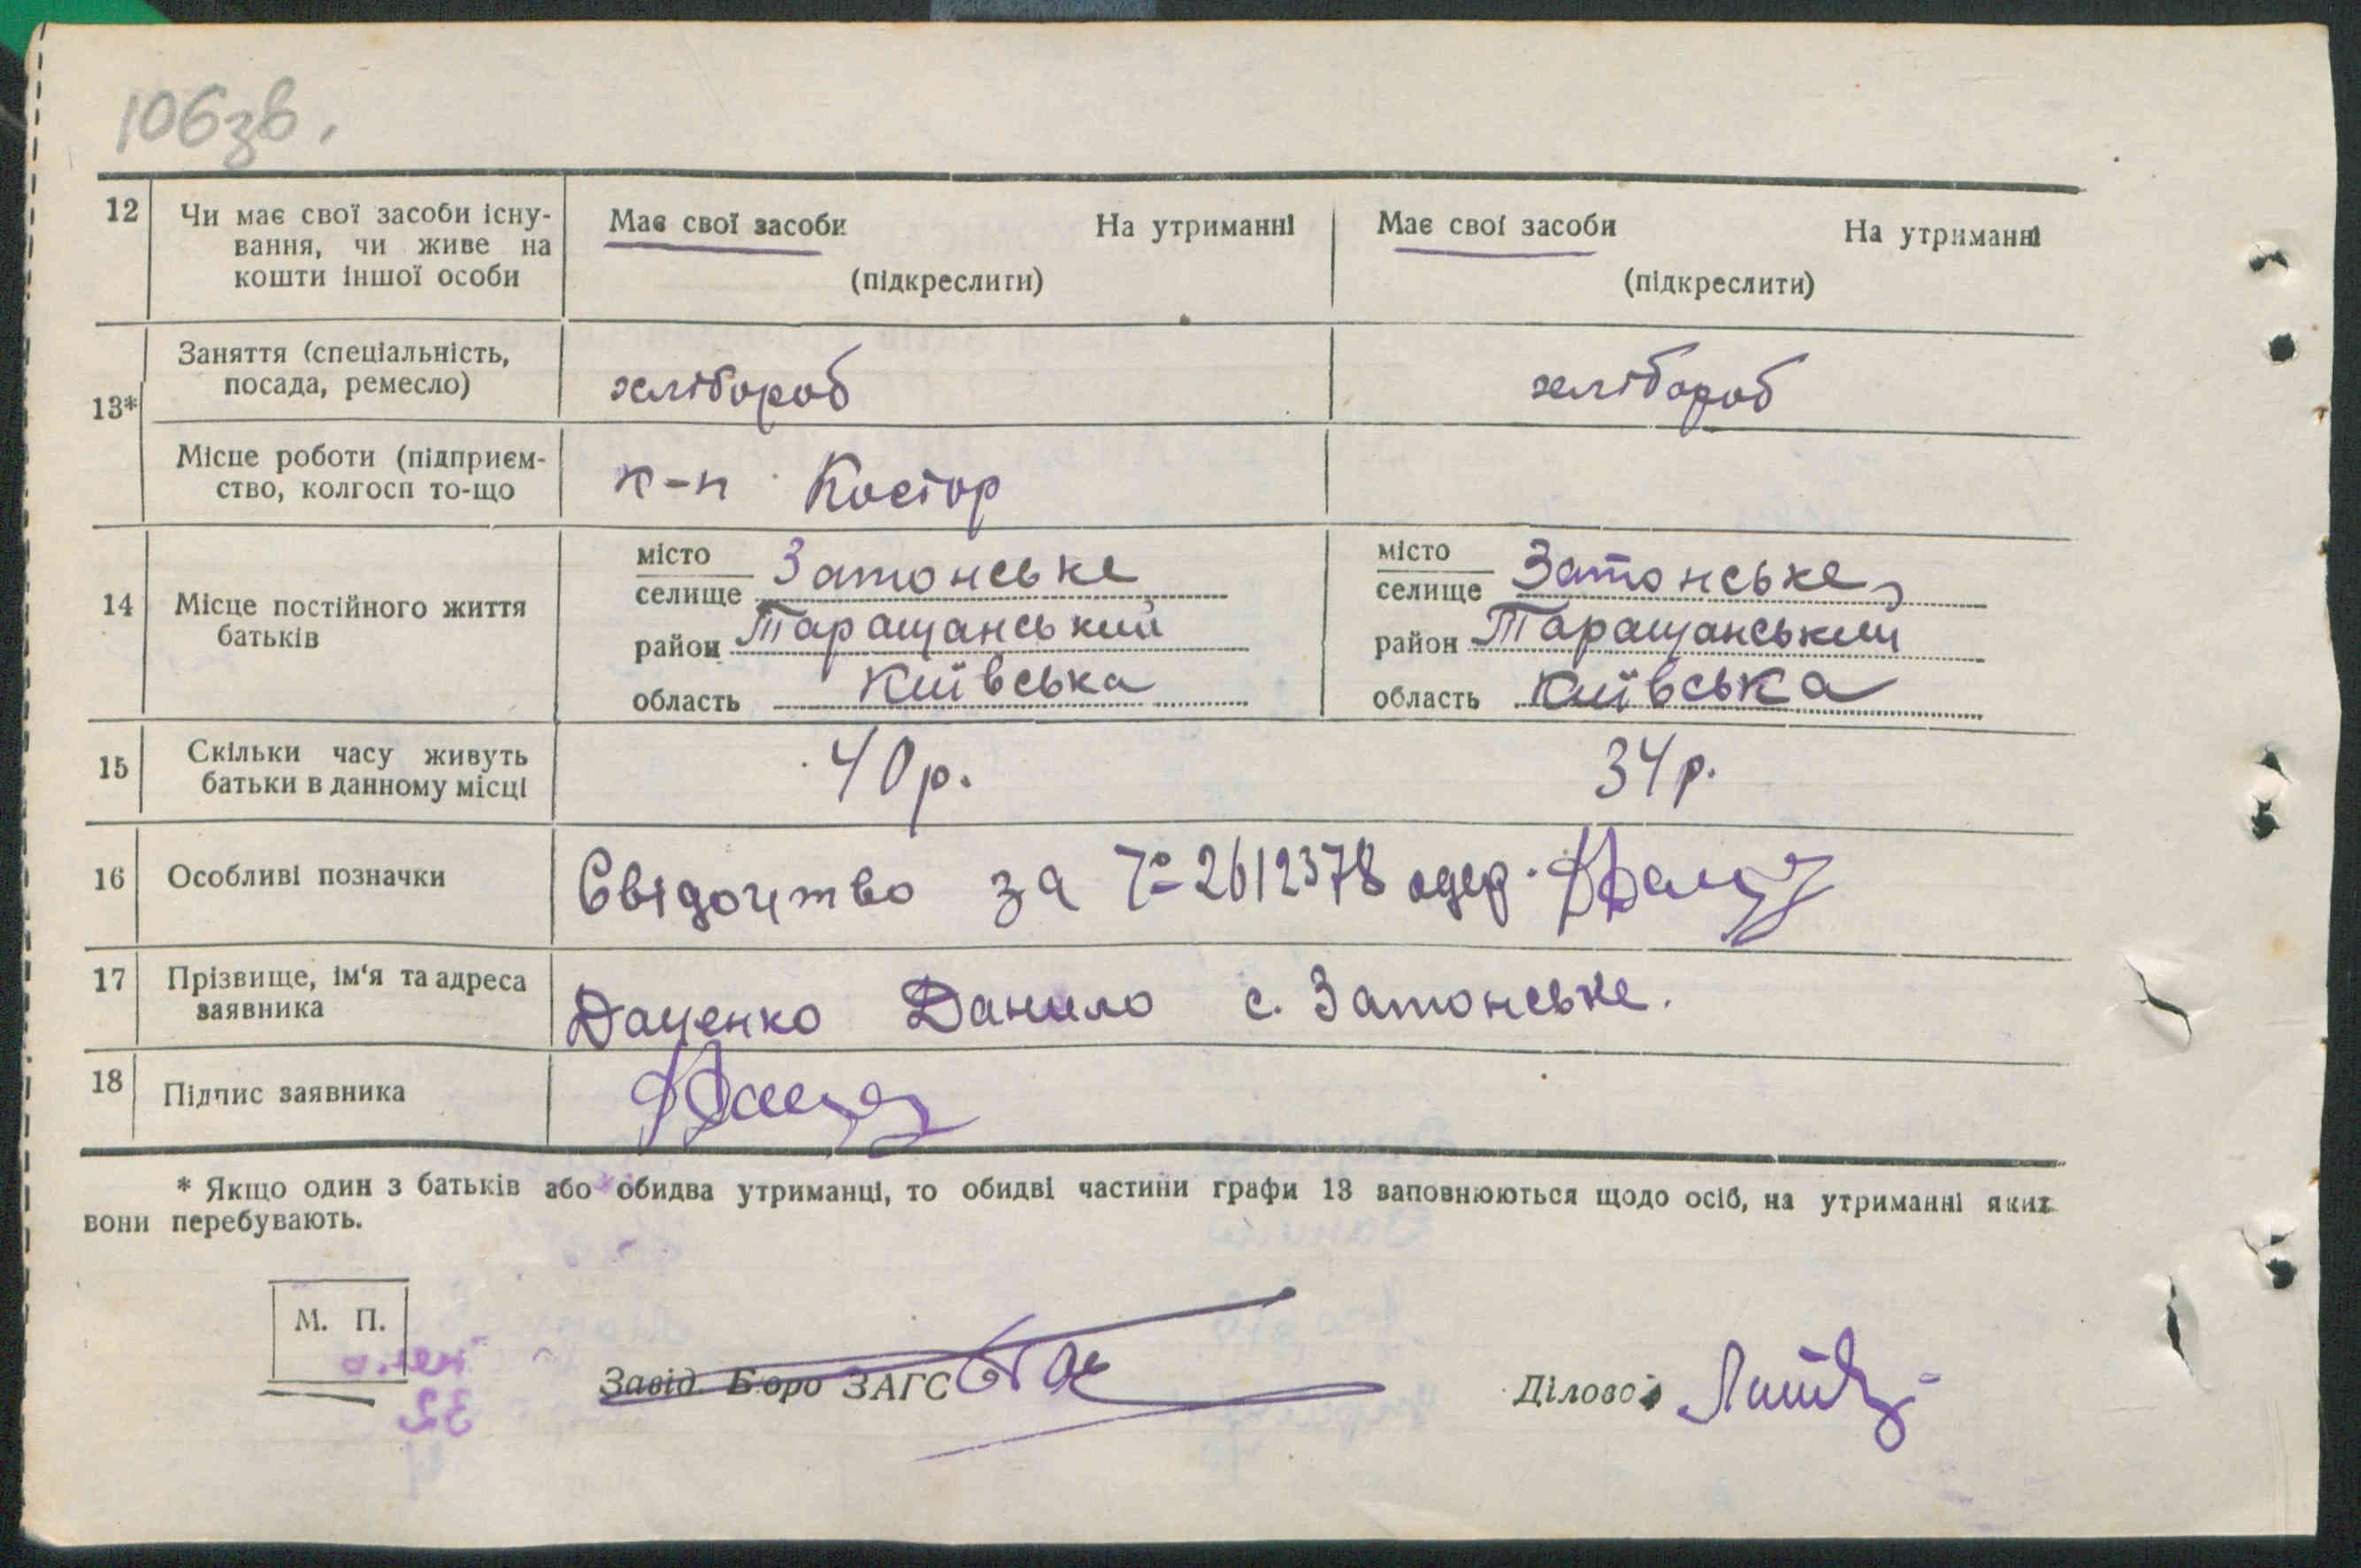 106зв.
12 Чи має свої засоби існу- Має свої засоби На утриманні Має свої засоби На утриманні
вання, чи живе на
кошти іншої особи (підкреслити) (підкреслити)
13* Заняття (спеціальність, хлібороб хлібороб
посада, ремесло)
Місце роботи (підприєм- к-п Костор
ство, колгосп то-що
14 Місце постійного життя батьків
місто селище Затонське місто селище Затонське,
район Таращанський район Таращанський
область Київська область Київська
15 Скільки часу живуть 40 р. 34 р.
батьки в данному місці
16 Особливі позначки Свідоцтво за № 2612378 одер.
17 Прізвище, ім'я та адреса Даценко Данило с. Затонське.
заявника
18 Підпис заявника
* Якщо один з батьків або обидва утриманці, то обидві частини графи 13 заповнюються щодо осіб, на утриманні яких
вони перебувають.
М. П.
Завід. Бюро ЗАГС Діловод